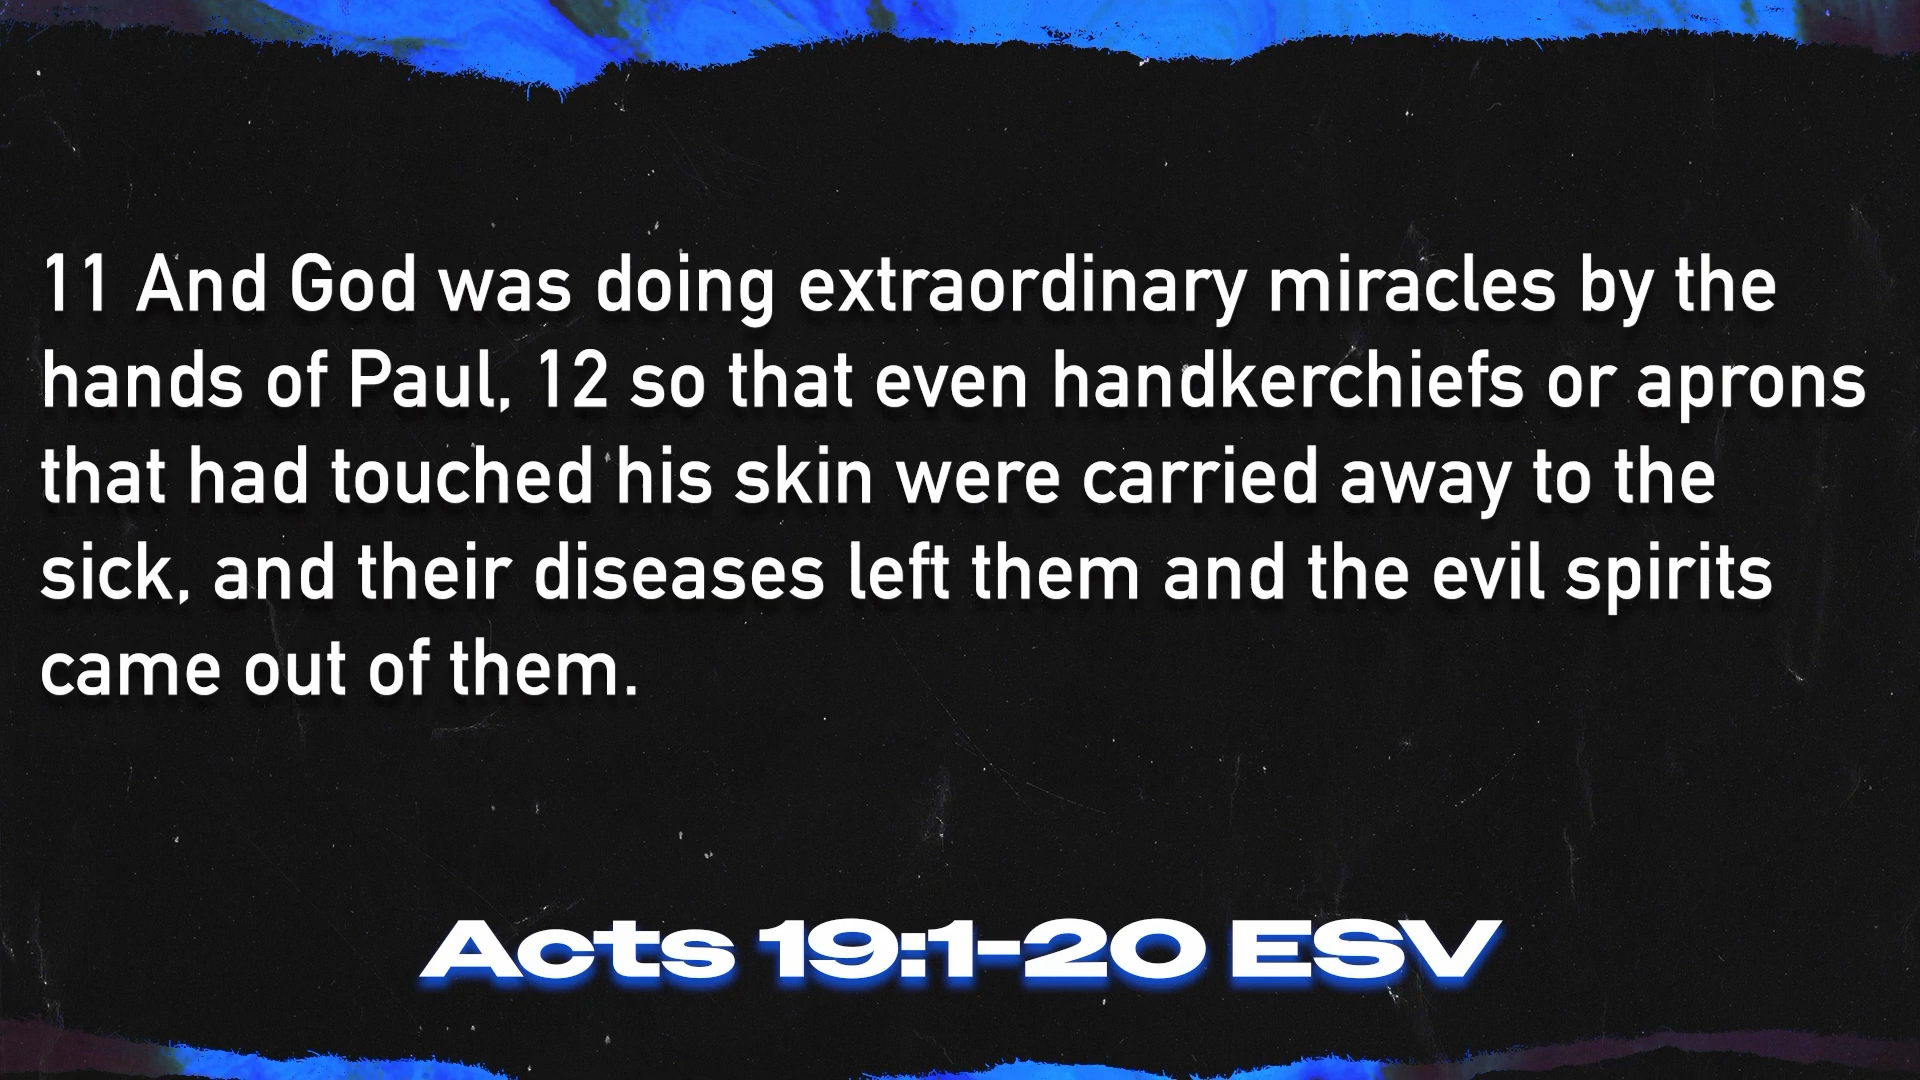 11 And God was doing extraordinary miracles by the
hands of Paul, 12 so that even handkerchiefs or aprons
that had touched his skin were carried away to the
sick, and their diseases left them and the evil spirits
came out of them.
Acts 19:1-20 ESV